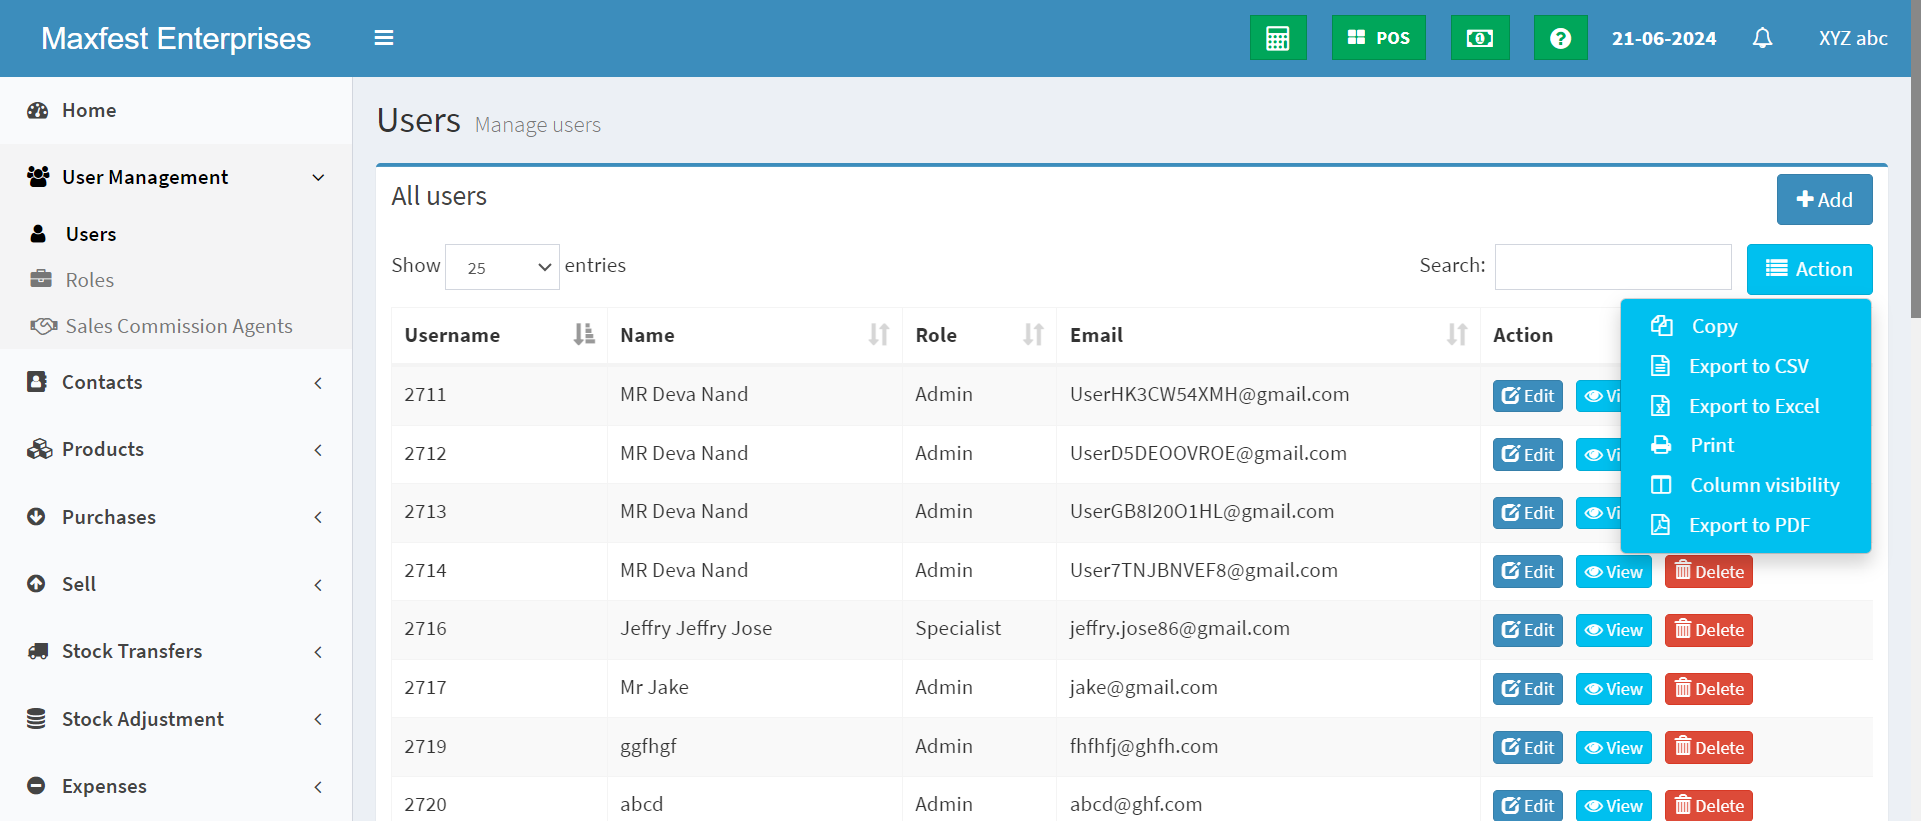 Maxfest Enterprises
POS
21-06-2024
XYZ abc
Home
User Management
Users
Roles
Sales Commission Agents
Contacts
Products
Purchases
Sell
Stock Transfers
Stock Adjustment
Expenses
Users Manage users
All users
Add
Show 25 entries
Search:
Action
Copy
Export to CSV
Export to Excel
Print
Column visibility
Export to PDF
Username Name Role Email Action
2711 MR Deva Nand Admin UserHK3CW54XMH@gmail.com Edit Vi
2712 MR Deva Nand Admin UserD5DEOOVROE@gmail.com Edit Vi
2713 MR Deva Nand Admin UserGB8I20O1HL@gmail.com Edit Vi
2714 MR Deva Nand Admin User7TNJBNVEF8@gmail.com Edit View Delete
2716 Jeffry Jeffry Jose Specialist jeffry.jose86@gmail.com Edit View Delete
2717 Mr Jake Admin jake@gmail.com Edit View Delete
2719 ggfhgf Admin fhfhfj@ghfh.com Edit View Delete
2720 abcd Admin abcd@ghf.com Edit View Delete